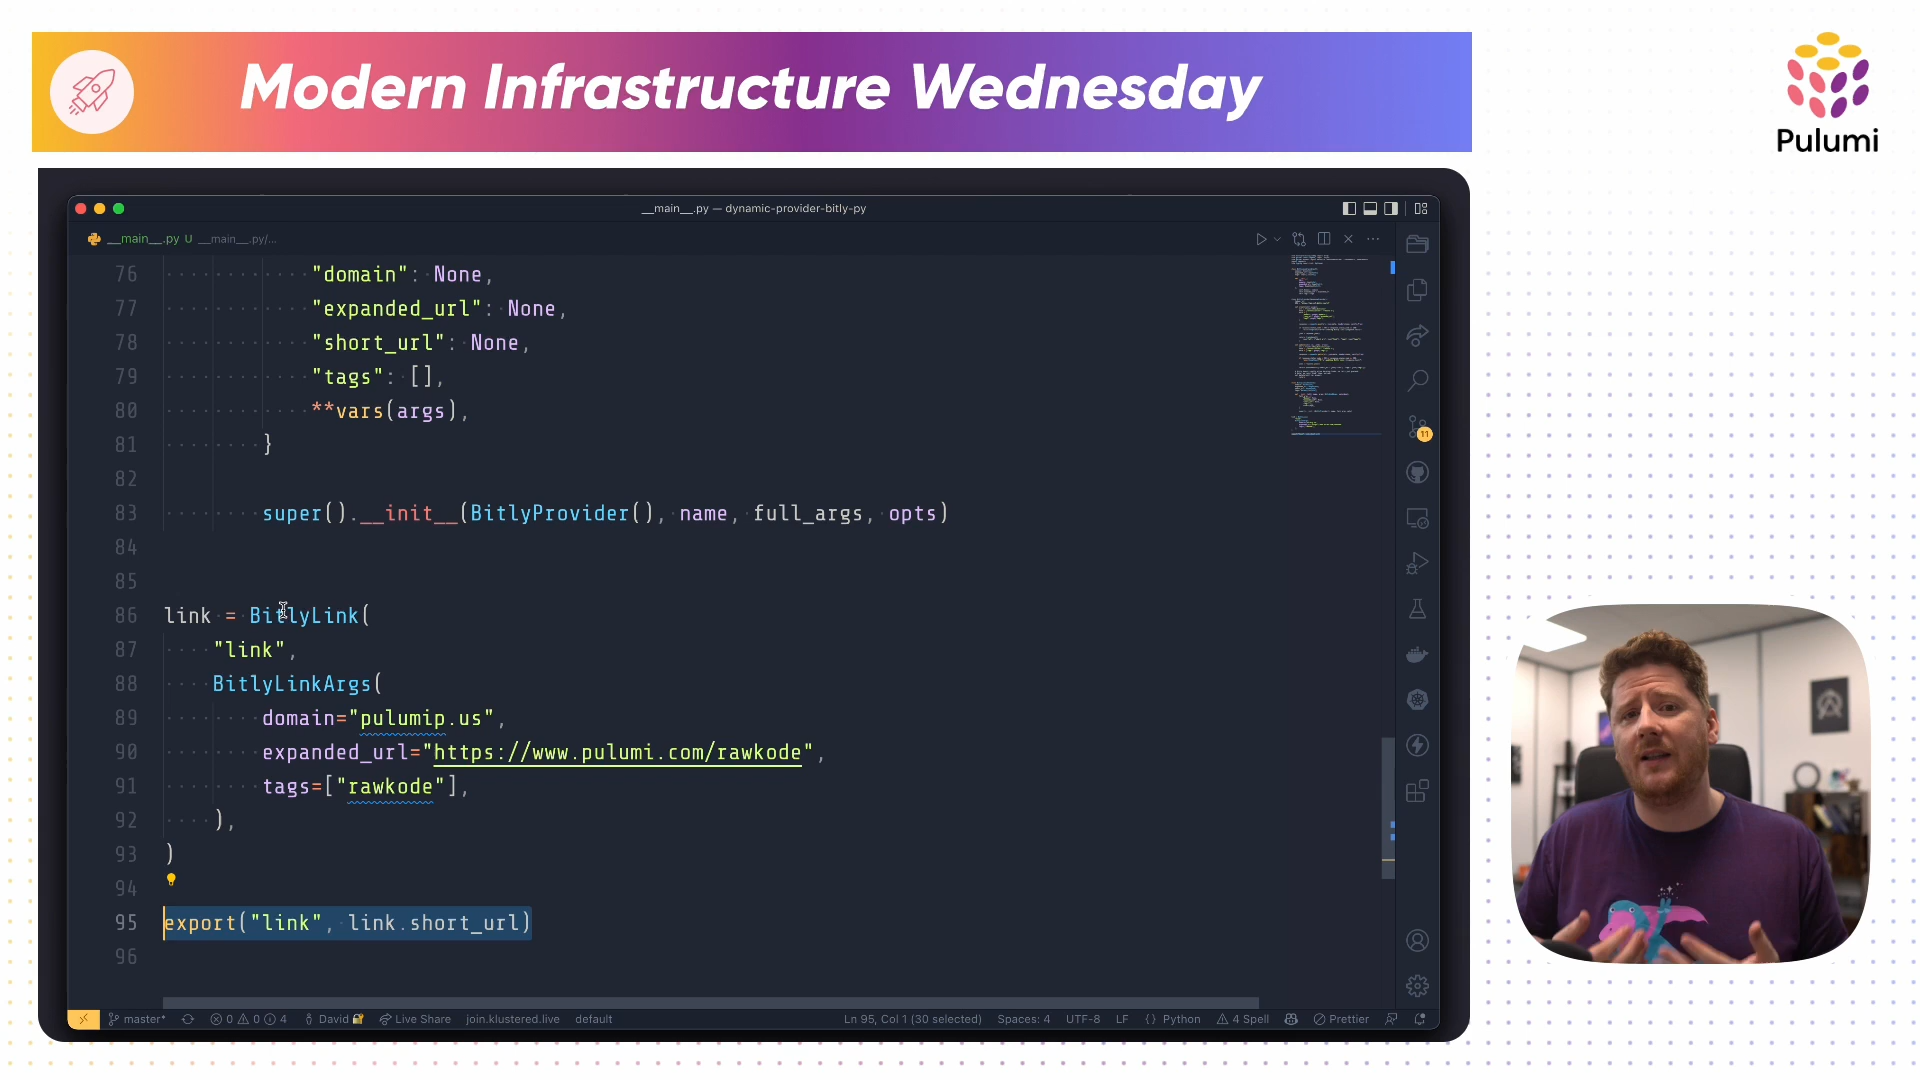 Modern Infrastructure Wednesday
Pulumi
__main__.py — dynamic-provider-bitly-py
__main__.py U __main__.py/...
76 "domain": None,
77 "expanded_url": None,
78 "short_url": None,
79 "tags": [],
80 **vars(args),
81 }
82
83 super().__init__(BitlyProvider(), name, full_args, opts)
84
85
86 link = BitlyLink(
87 "link",
88 BitlyLinkArgs(
89 domain="pulumip.us",
90 expanded_url="https://www.pulumi.com/rawkode",
91 tags=["rawkode"],
92 ),
93 )
94
95 export("link", link.short_url)
96
11
master* 0 0 4 David Live Share join.klustered.live default Ln 95, Col 1 (30 selected) Spaces: 4 UTF-8 LF {} Python 4 Spell Prettier